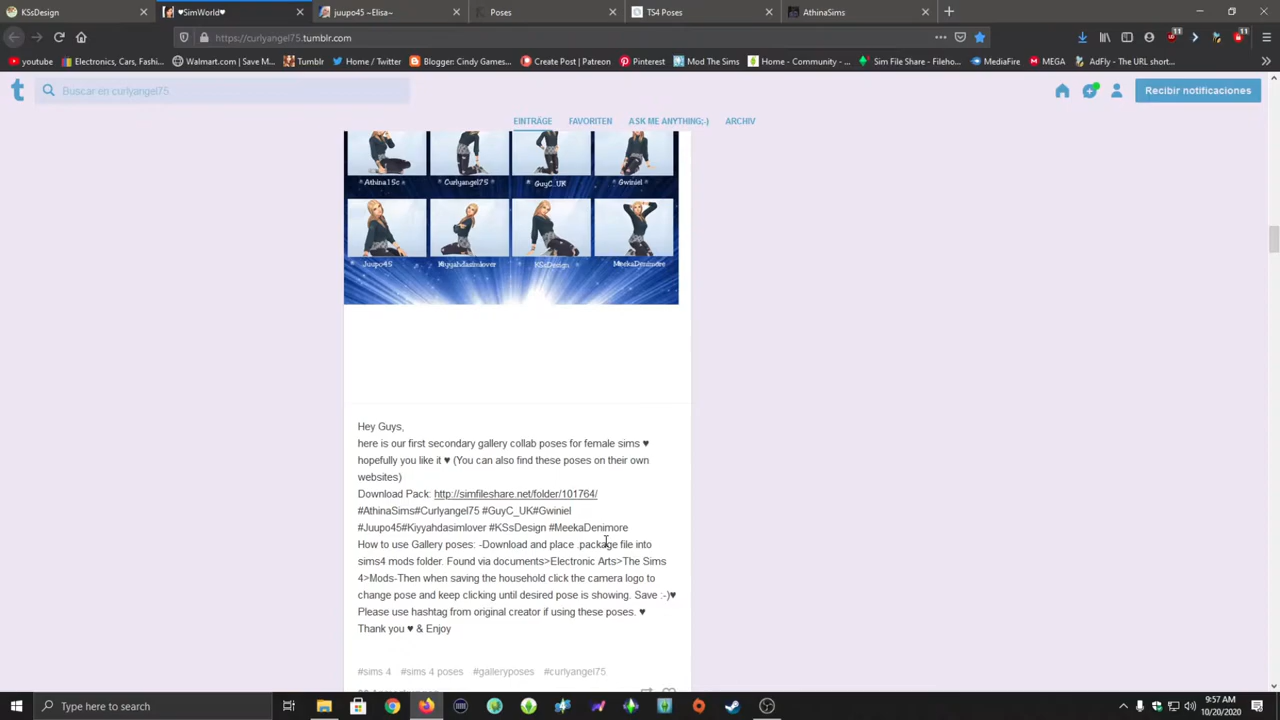 KSsDesign
♥SimWorld♥
juupo45 ~Elisa~
Poses
TS4 Poses
AthinaSims
https://curlyangel75.tumblr.com
11
11
youtube
Electronics, Cars, Fashi...
Walmart.com | Save M...
Tumblr
Home / Twitter
Blogger: Cindy Games:...
Create Post | Patreon
Pinterest
Mod The Sims
Home - Community - ...
Sim File Share - Fileho...
MediaFire
MEGA
AdFly - The URL short...
Buscar en curlyangel75
Recibir notificaciones
EINTRÄGE
FAVORITEN
ASK ME ANYTHING;-)
ARCHIV
* Athina15c *
* Curlyangel75 *
* GuyC_UK *
* Gwiniel *
* Juupo45
* Kiyyahdasimlover
* KSsDesign *
* MeekaDenimore
Hey Guys,
here is our first secondary gallery collab poses for female sims ♥
hopefully you like it ♥ (You can also find these poses on their own
websites)
Download Pack: http://simfileshare.net/folder/101764/
#AthinaSims#Curlyangel75 #GuyC_UK#Gwiniel
#Juupo45#Kiyyahdasimlover #KSsDesign #MeekaDenimore
How to use Gallery poses: -Download and place .package file into
sims4 mods folder. Found via documents>Electronic Arts>The Sims
4>Mods-Then when saving the household click the camera logo to
change pose and keep clicking until desired pose is showing. Save :-)♥
Please use hashtag from original creator if using these poses. ♥
Thank you ♥ & Enjoy
#sims 4 #sims 4 poses #galleryposes #curlyangel75
Type here to search
9:57 AM
10/20/2020